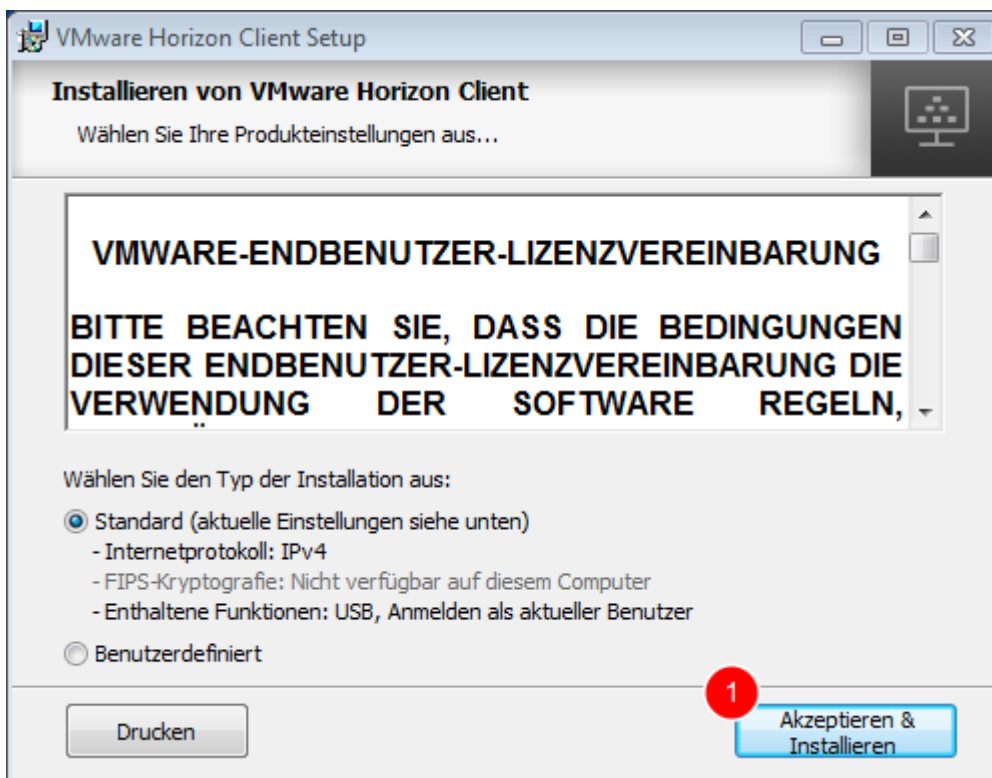 VMware Horizon Client Setup
Installieren von VMware Horizon Client
Wählen Sie Ihre Produkteinstellungen aus...
VMWARE-ENDBENUTZER-LIZENZVEREINBARUNG
BITTE BEACHTEN SIE, DASS DIE BEDINGUNGEN
DIESER ENDBENUTZER-LIZENZVEREINBARUNG DIE
VERWENDUNG DER SOFTWARE REGELN,
Wählen Sie den Typ der Installation aus:
Standard (aktuelle Einstellungen siehe unten)
- Internetprotokoll: IPv4
- FIPS-Kryptografie: Nicht verfügbar auf diesem Computer
- Enthaltene Funktionen: USB, Anmelden als aktueller Benutzer
Benutzerdefiniert
1
Drucken
Akzeptieren &
Installieren